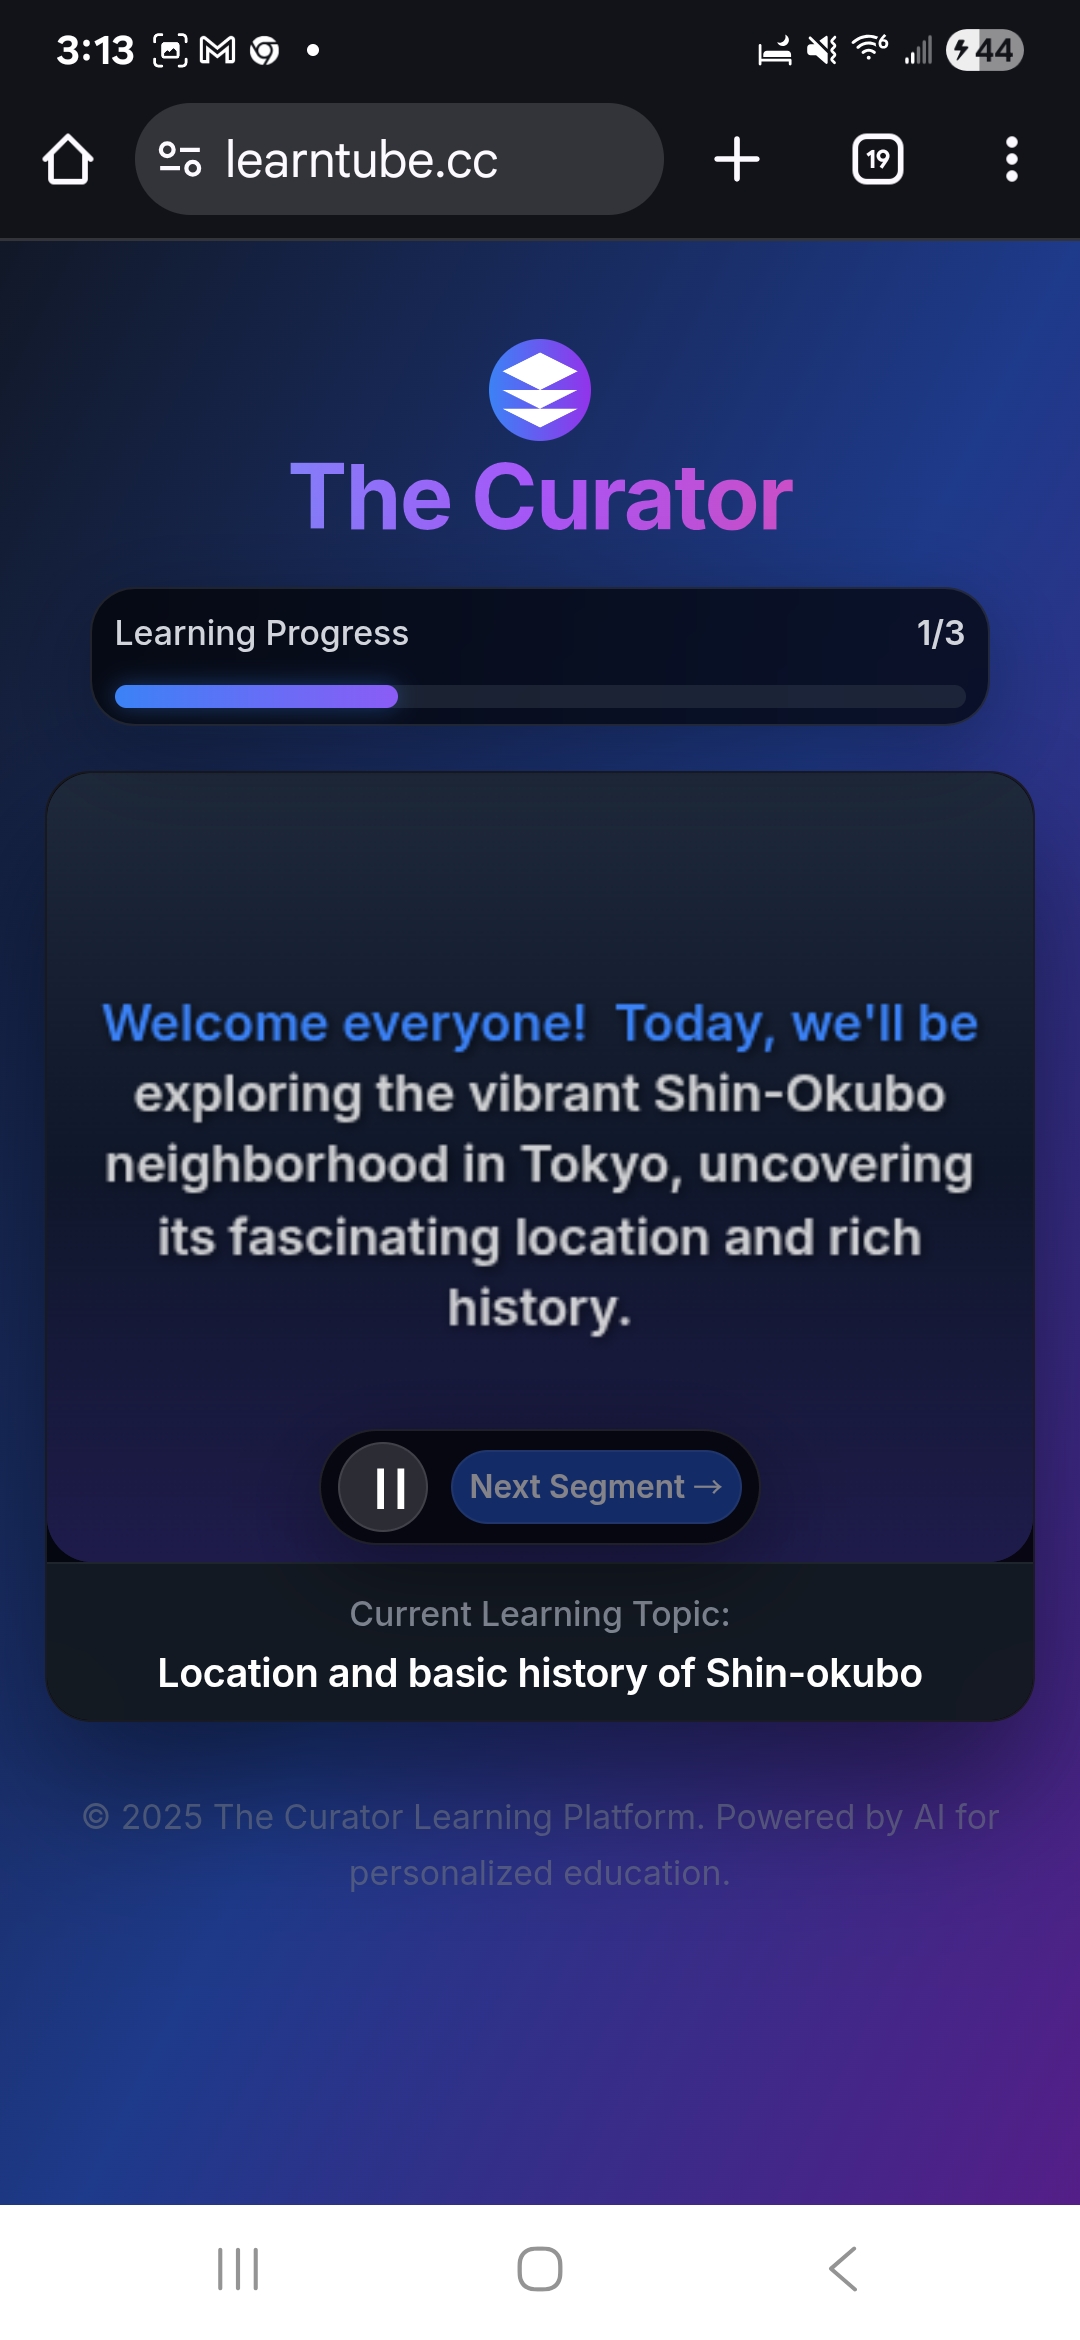 3:13
44
learntube.cc
19
The Curator
Learning Progress 1/3
Welcome everyone!  Today, we'll be
exploring the vibrant Shin-Okubo
neighborhood in Tokyo, uncovering
its fascinating location and rich
history.
Next Segment →
Current Learning Topic:
Location and basic history of Shin-okubo
© 2025 The Curator Learning Platform. Powered by AI for
personalized education.